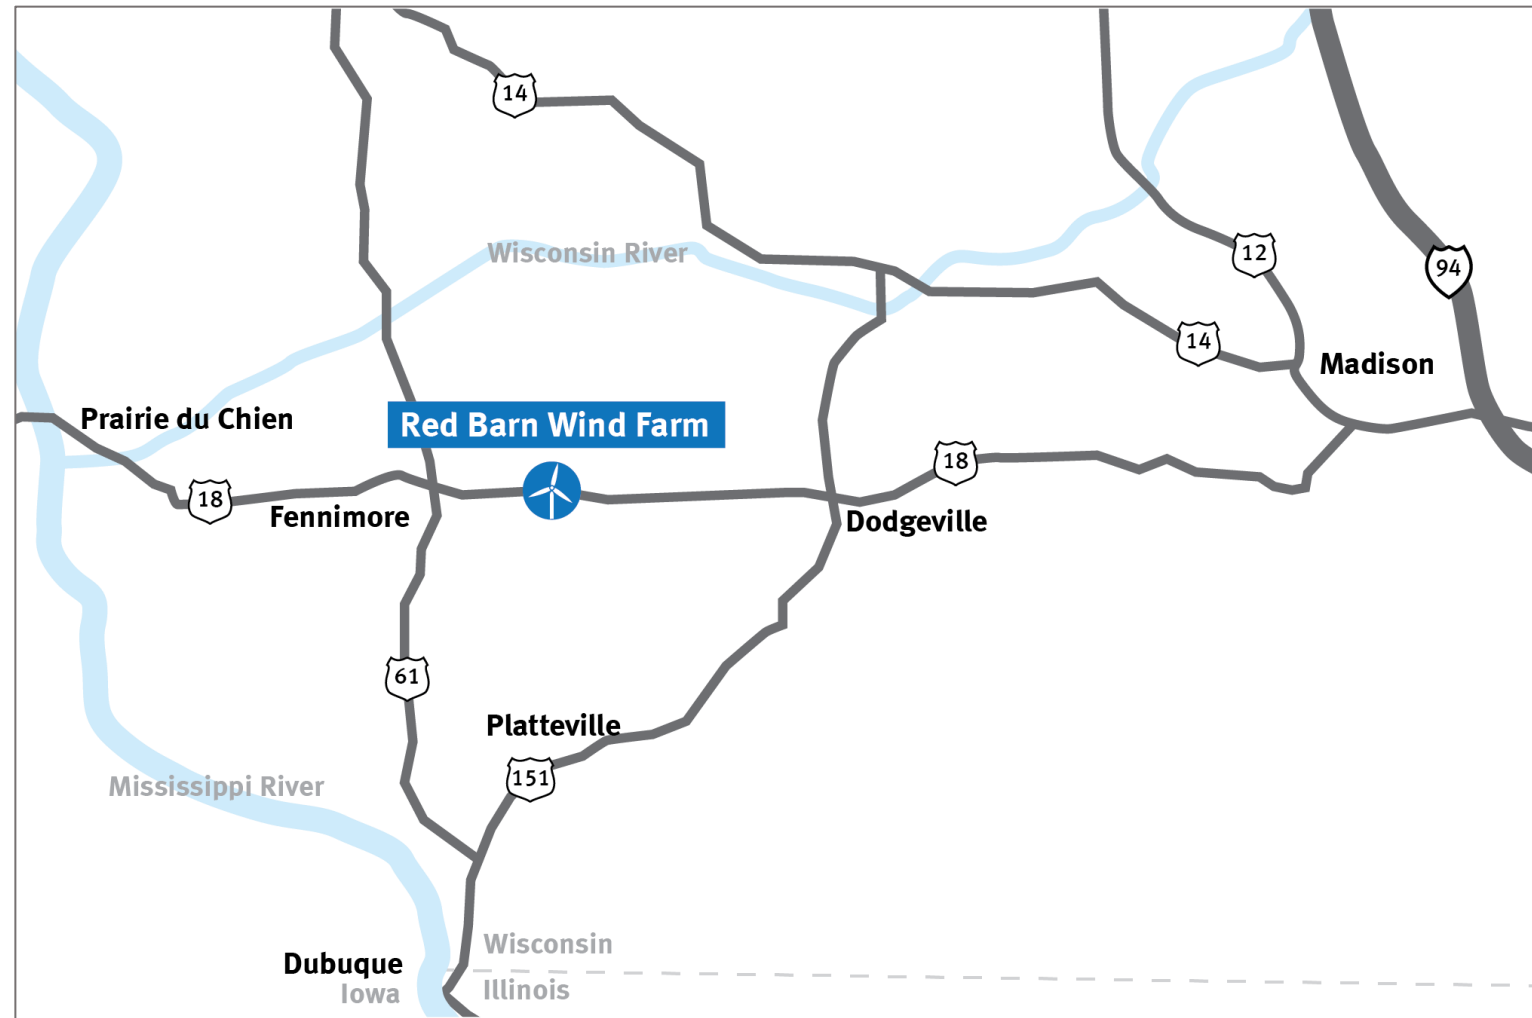 14
Wisconsin River
12
94
14
Madison
Prairie du Chien
Red Barn Wind Farm
18
18
Fennimore
Dodgeville
61
Platteville
151
Mississippi River
Wisconsin
Dubuque
Iowa
Illinois